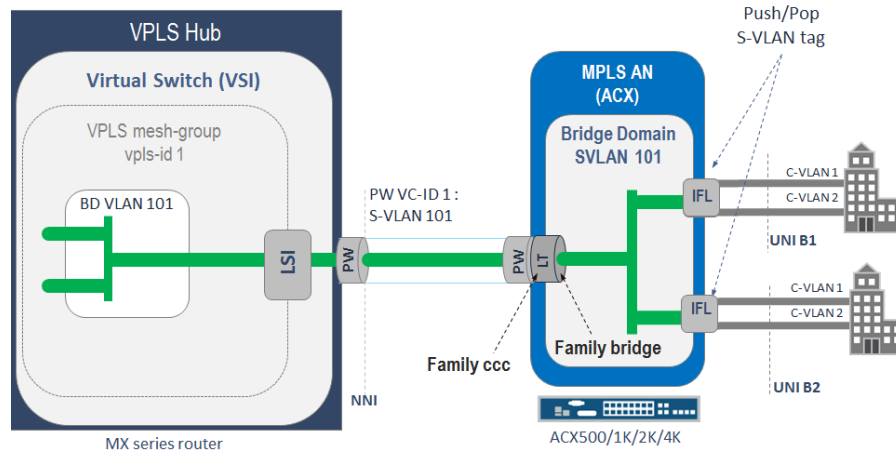 VPLS Hub
Virtual Switch (VSI)
VPLS mesh-group
vpls-id 1
BD VLAN 101
LSI
PW
PW VC-ID 1 :
S-VLAN 101
NNI
MX series router
Push/Pop
S-VLAN tag
MPLS AN
(ACX)
Bridge Domain
SVLAN 101
PW
LT
IFL
IFL
Family ccc
Family bridge
ACX500/1K/2K/4K
C-VLAN 1
C-VLAN 2
UNI B1
C-VLAN 1
C-VLAN 2
UNI B2